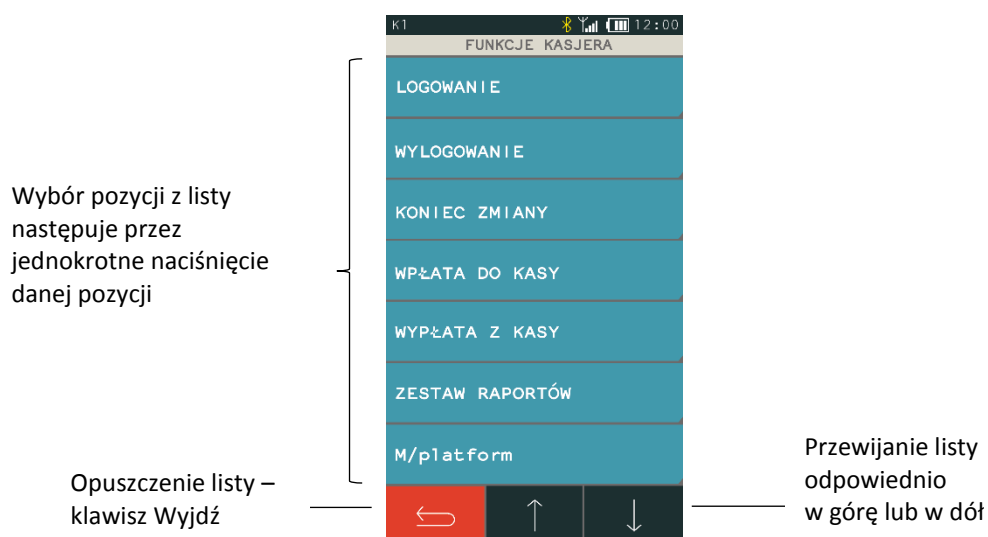 K1 12:00
FUNKCJE KASJERA
LOGOWANIE
WYLOGOWANIE
KONIEC ZMIANY
WPŁATA DO KASY
WYPŁATA Z KASY
ZESTAW RAPORTÓW
M/platform
Wybór pozycji z listy
następuje przez
jednokrotne naciśnięcie
danej pozycji
Opuszczenie listy –
klawisz Wyjdź
Przewijanie listy
odpowiednio
w górę lub w dół